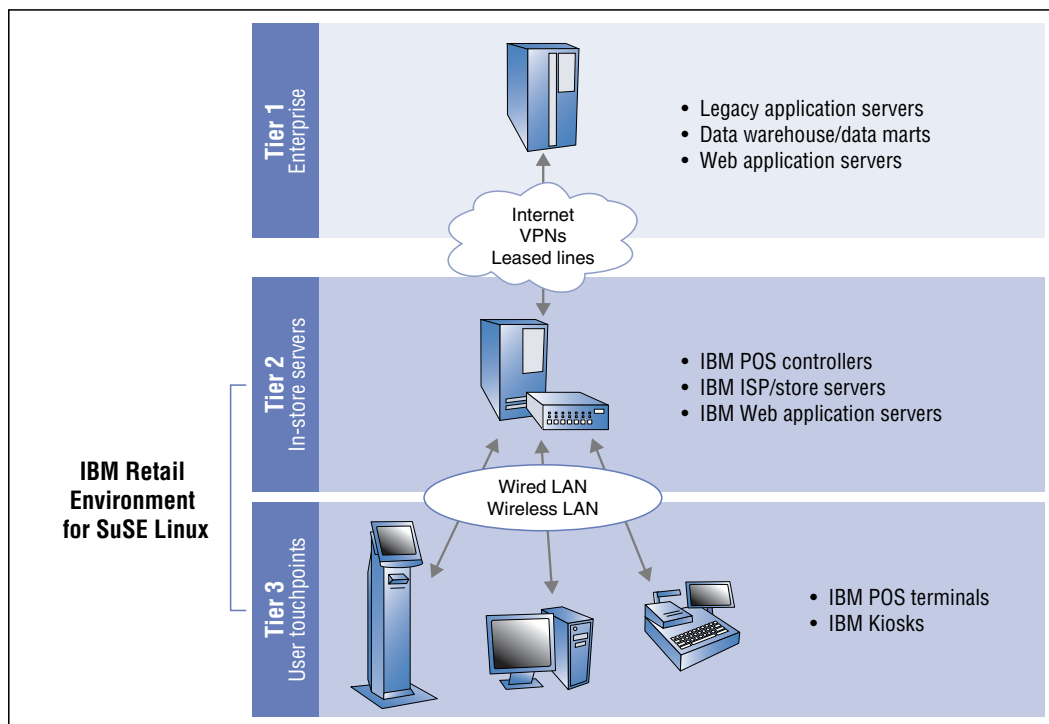 Tier 1
Enterprise
• Legacy application servers
• Data warehouse/data marts
• Web application servers
Internet
VPNs
Leased lines
Tier 2
In-store servers
• IBM POS controllers
• IBM ISP/store servers
• IBM Web application servers
IBM Retail
Environment
for SuSE Linux
Wired LAN
Wireless LAN
Tier 3
User touchpoints
• IBM POS terminals
• IBM Kiosks